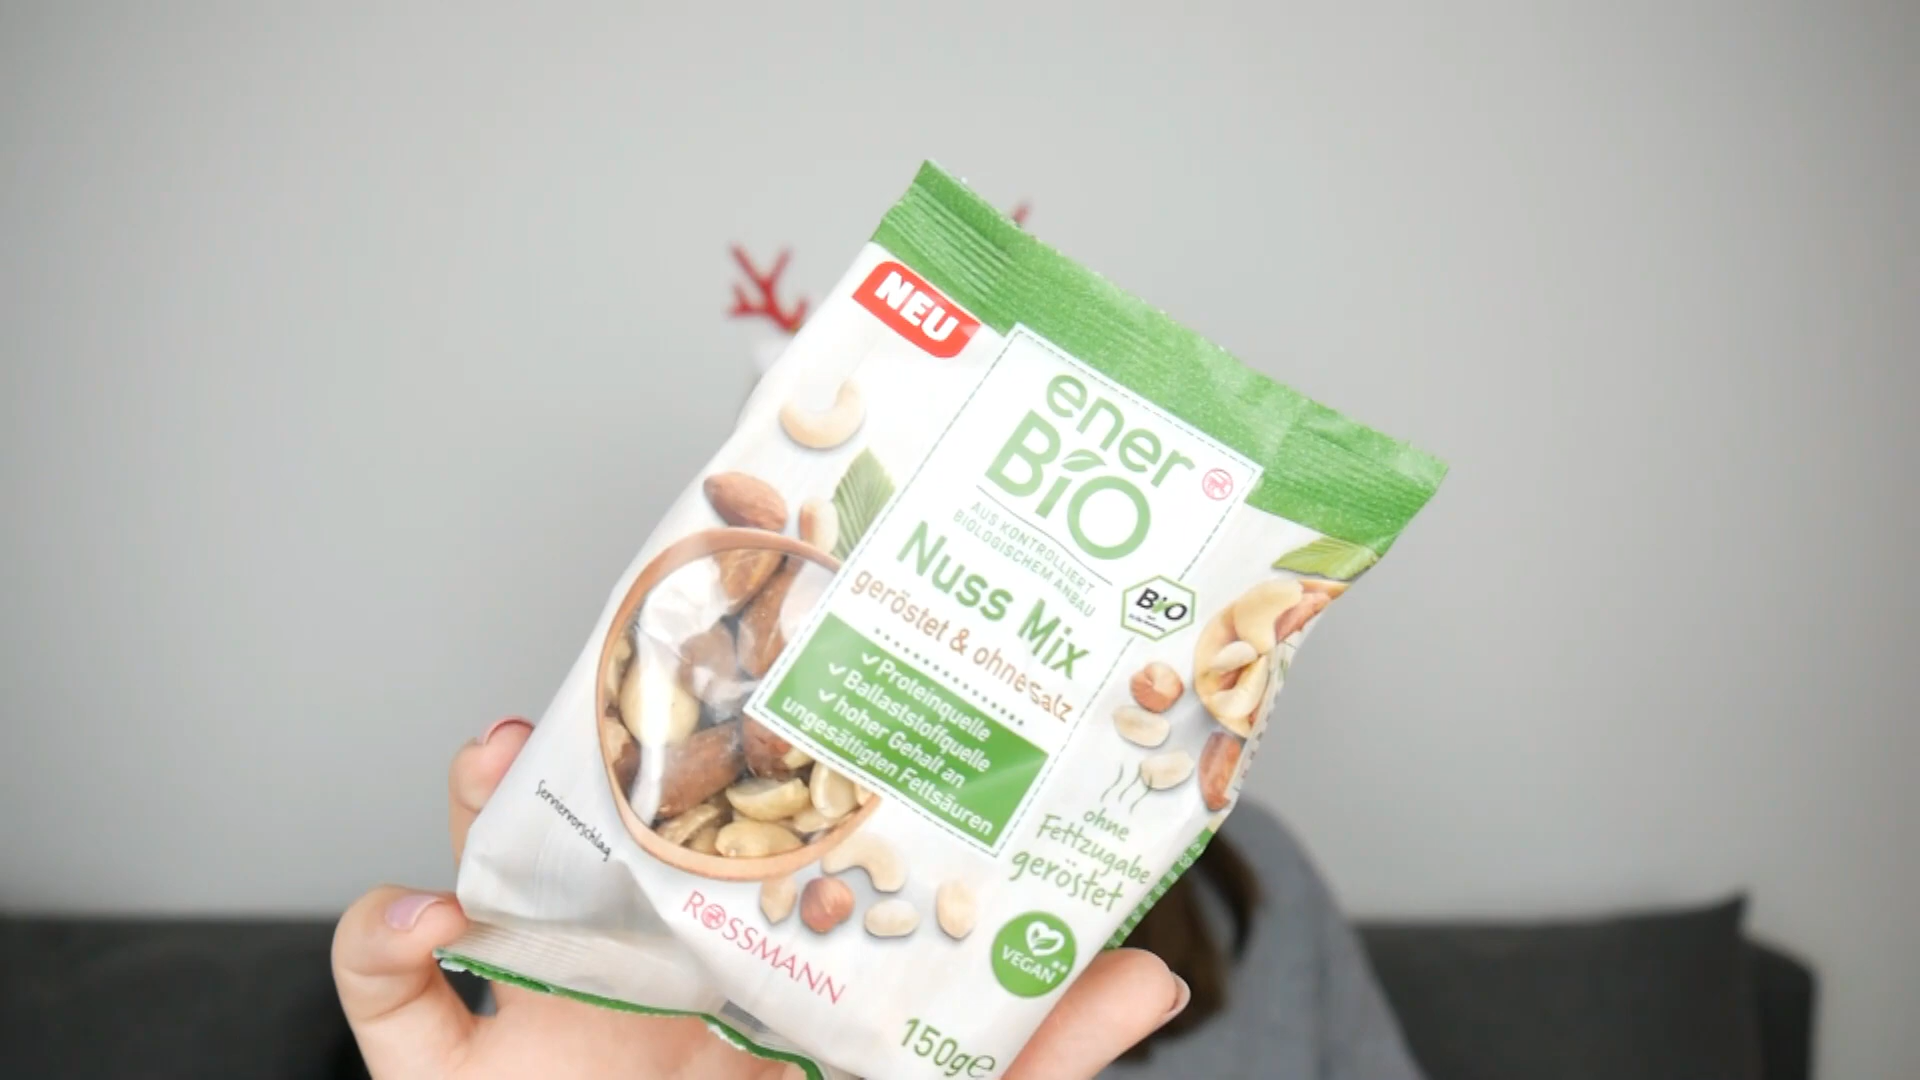 NEU
ener
BiO
AUS KONTROLLIERT
BIOLOGISCHEM ANBAU
Nuss Mix
geröstet & ohne Salz
Proteinquelle
Ballaststoffquelle
hoher Gehalt an
ungesättigten Fettsäuren
BiO
ohne
Fettzugabe
geröstet
Serviervorschlag
ROSSMANN
VEGAN
150g e